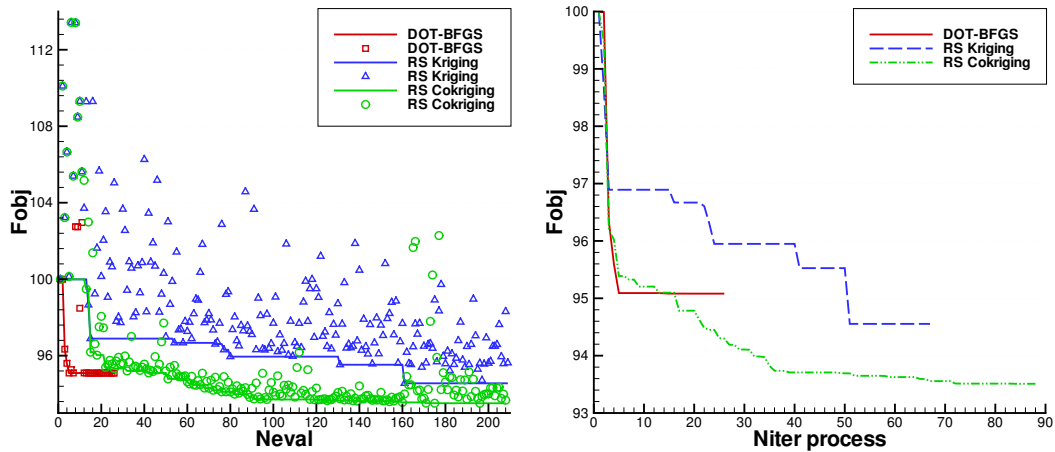 Fobj
112
108
104
100
96
0 20 40 60 80 100 120 140 160 180 200
Neval
DOT-BFGS
DOT-BFGS
RS Kriging
RS Kriging
RS Cokriging
RS Cokriging
Fobj
100
99
98
97
96
95
94
93
0 10 20 30 40 50 60 70 80 90
Niter process
DOT-BFGS
RS Kriging
RS Cokriging